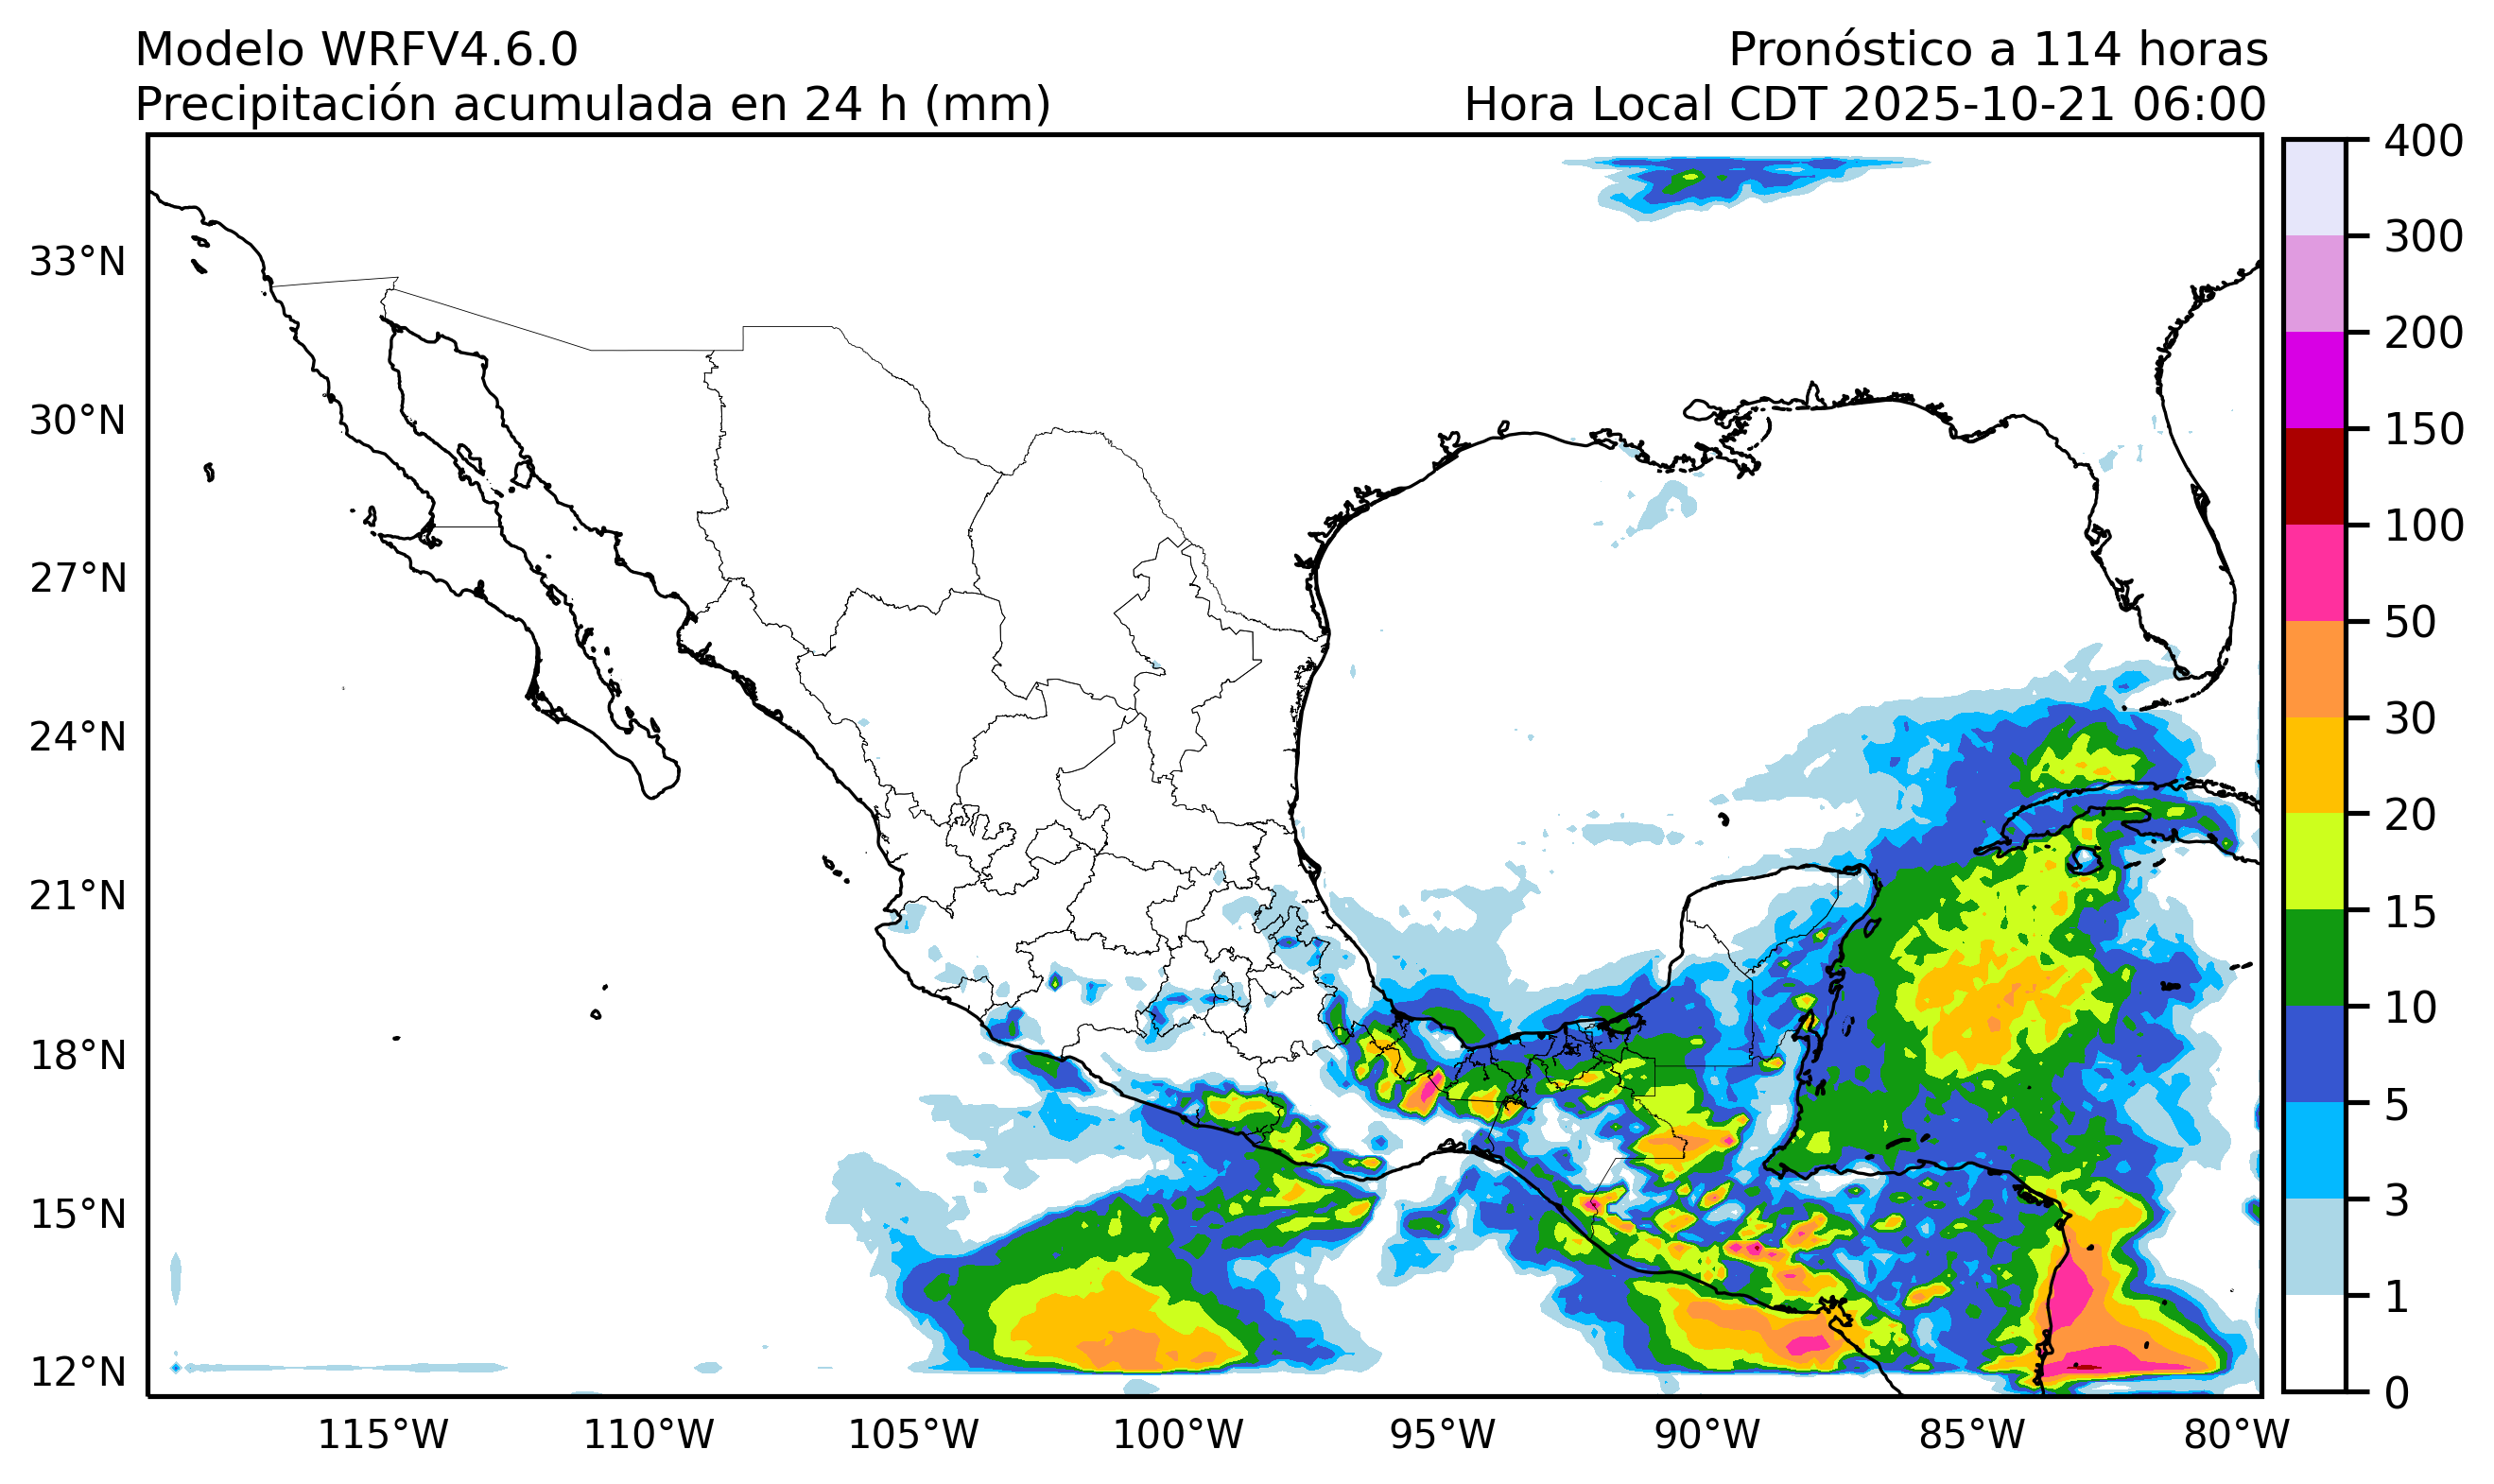 Modelo WRFV4.6.0
Pronóstico a 114 horas
Precipitación acumulada en 24 h (mm)
Hora Local CDT 2025-10-21 06:00
33°N
30°N
27°N
24°N
21°N
18°N
15°N
12°N
115°W
110°W
105°W
100°W
95°W
90°W
85°W
80°W
400
300
200
150
100
50
30
20
15
10
5
3
1
0